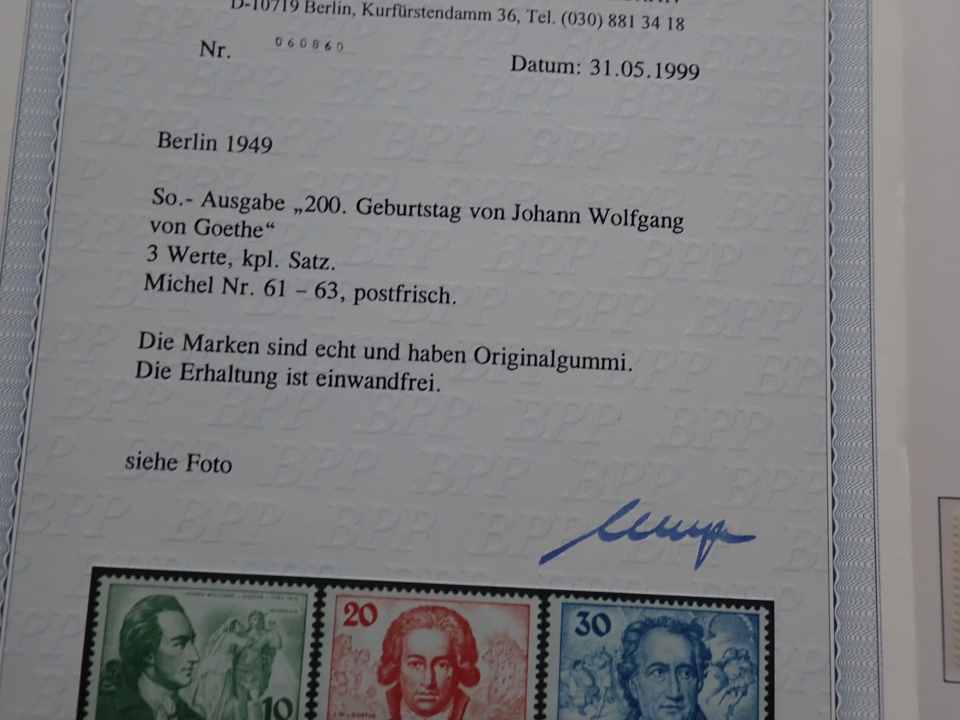 D-10719 Berlin, Kurfürstendamm 36, Tel. (030) 881 34 18
Nr. 060860
Datum: 31.05.1999
Berlin 1949
So.- Ausgabe „200. Geburtstag von Johann Wolfgang
von Goethe“
3 Werte, kpl. Satz.
Michel Nr. 61 – 63, postfrisch.
Die Marken sind echt und haben Originalgummi.
Die Erhaltung ist einwandfrei.
siehe Foto
10
20
30